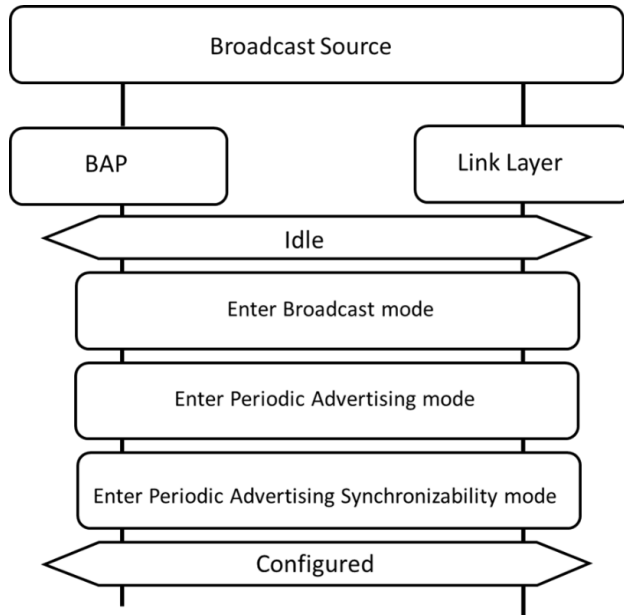 Broadcast Source
BAP
Link Layer
Idle
Enter Broadcast mode
Enter Periodic Advertising mode
Enter Periodic Advertising Synchronizability mode
Configured